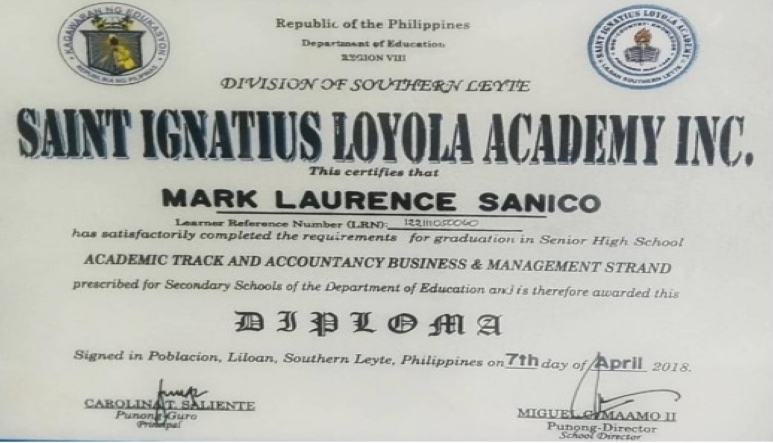 KAGAWARAN NG EDUKASYON
REPUBLIKA NG PILIPINAS
SAINT IGNATIUS LOYOLA ACADEMY
LILOAN SOUTHERN LEYTE
Republic of the Philippines
Department of Education
REGION VIII
DIVISION OF SOUTHERN LEYTE
SAINT IGNATIUS LOYOLA ACADEMY INC.
This certifies that
MARK LAURENCE SANICO
Learner Reference Number (LRN):
has satisfactorily completed the requirements for graduation in Senior High School
ACADEMIC TRACK AND ACCOUNTANCY BUSINESS & MANAGEMENT STRAND
prescribed for Secondary Schools of the Department of Education and is therefore awarded this
DIPLOMA
Signed in Poblacion, Liloan, Southern Leyte, Philippines on 7th day of April 2018.
CAROLINA T. SALIENTE
Punong-Guro
Principal
MIGUEL C. MAAMO II
Punong-Director
School Director